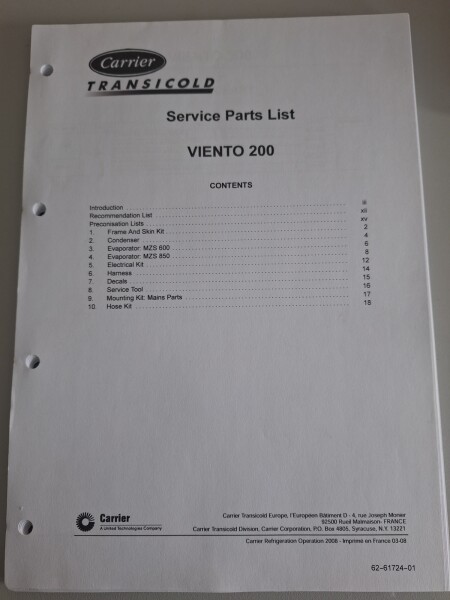 Carrier
TRANSICOLD
Service Parts List
VIENTO 200
CONTENTS
Introduction iii
Recommendation List xii
Preconisation Lists xv
1. Frame And Skin Kit 2
2. Condenser 4
3. Evaporator: MZS 600 6
4. Evaporator: MZS 850 8
5. Electrical Kit 12
6. Harness 14
7. Decals 15
8. Service Tool 16
9. Mounting Kit: Mains Parts 17
10. Hose Kit 18
Carrier
A United Technologies Company
Carrier Transicold Europe, l'Européen Bâtiment D - 4, rue Joseph Monier
92500 Rueil Malmaison- FRANCE
Carrier Transicold Division, Carrier Corporation, P.O. Box 4805, Syracuse, N.Y. 13221
Carrier Refrigeration Operation 2008 - Imprime en France 03-08
62-61724-01